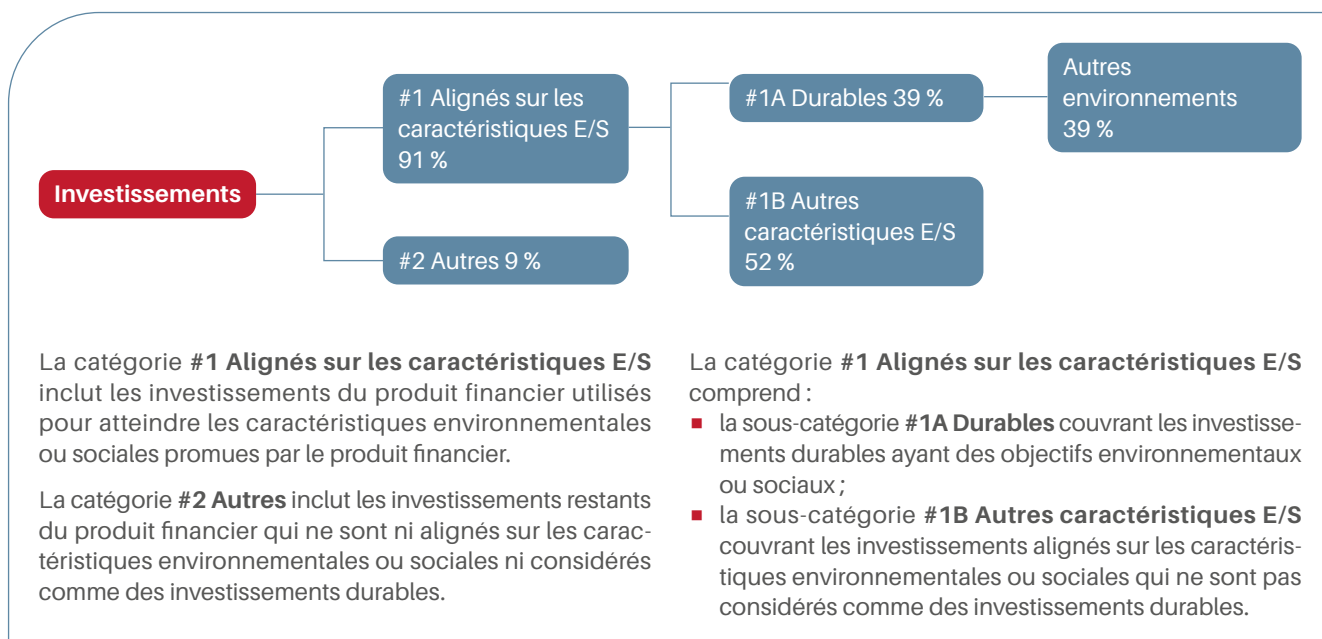 Investissements
#1 Alignés sur les
caractéristiques E/S
91 %
#2 Autres 9 %
#1A Durables 39 %
#1B Autres
caractéristiques E/S
52 %
Autres
environnements
39 %
La catégorie #1 Alignés sur les caractéristiques E/S
inclut les investissements du produit financier utilisés
pour atteindre les caractéristiques environnementales
ou sociales promues par le produit financier.
La catégorie #2 Autres inclut les investissements restants
du produit financier qui ne sont ni alignés sur les carac-
téristiques environnementales ou sociales ni considérés
comme des investissements durables.
La catégorie #1 Alignés sur les caractéristiques E/S
comprend :
■ la sous-catégorie #1A Durables couvrant les investisse-
ments durables ayant des objectifs environnementaux
ou sociaux ;
■ la sous-catégorie #1B Autres caractéristiques E/S
couvrant les investissements alignés sur les caractéris-
tiques environnementales ou sociales qui ne sont pas
considérés comme des investissements durables.